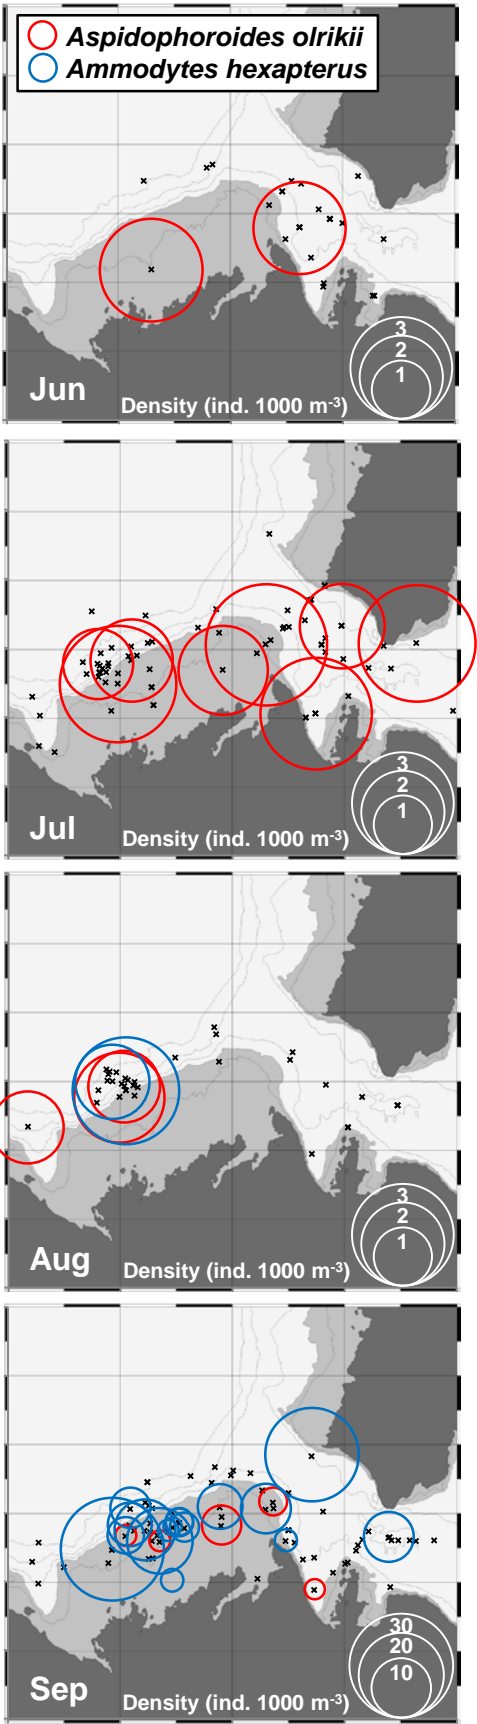 Aspidophoroides olrikii
Ammodytes hexapterus
3
2
1
Jun
Density (ind. 1000 m-3)
3
2
1
Jul
Density (ind. 1000 m-3)
3
2
1
Aug
Density (ind. 1000 m-3)
30
20
10
Sep
Density (ind. 1000 m-3)